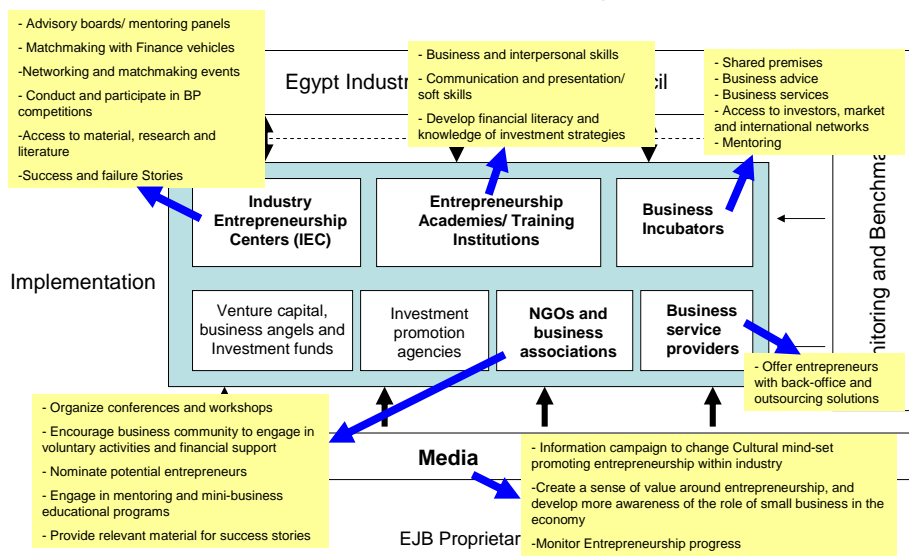 - Advisory boards/ mentoring panels
- Matchmaking with Finance vehicles
-Networking and matchmaking events
- Conduct and participate in BP
competitions
-Access to material, research and
literature
-Success and failure Stories
- Business and interpersonal skills
- Communication and presentation/
soft skills
- Develop financial literacy and
knowledge of investment strategies
- Shared premises
- Business advice
- Business services
- Access to investors, market
and international networks
- Mentoring
Egypt
Industry
Entrepreneurship
Centers (IEC)
Entrepreneurship
Academies/ Training
Institutions
Business
Incubators
Implementation
Venture capital,
business angels and
Investment funds
Investment
promotion
agencies
NGOs and
business
associations
Business
service
providers
and
- Offer entrepreneurs
with back-office and
outsourcing solutions
- Organize conferences and workshops
- Encourage business community to engage in
voluntary activities and financial support
- Nominate potential entrepreneurs
- Engage in mentoring and mini-business
educational programs
- Provide relevant material for success stories
Media
- Information campaign to change Cultural mind-set
promoting entrepreneurship within industry
-Create a sense of value around entrepreneurship, and
develop more awareness of the role of small business in the
economy
-Monitor Entrepreneurship progress
EJB